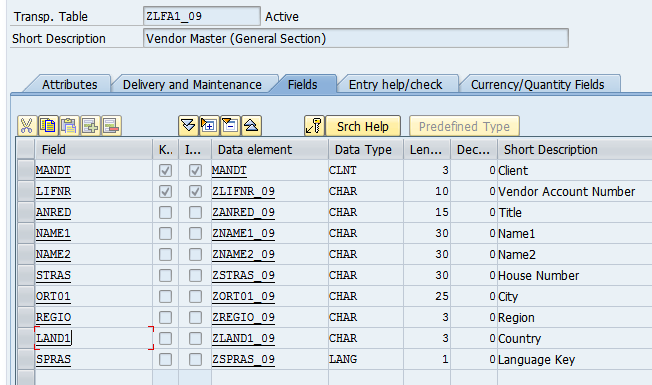 Transp. Table ZLFA1_09 Active
Short Description Vendor Master (General Section)
Attributes Delivery and Maintenance Fields Entry help/check Currency/Quantity Fields
Srch Help Predefined Type
Field K.. I... Data element Data Type Len... Dec... Short Description
MANDT MANDT CLNT 3 0 Client
LIFNR ZLIFNR_09 CHAR 10 0 Vendor Account Number
ANRED ZANRED_09 CHAR 15 0 Title
NAME1 ZNAME1_09 CHAR 30 0 Name1
NAME2 ZNAME2_09 CHAR 30 0 Name2
STRAS ZSTRAS_09 CHAR 30 0 House Number
ORT01 ZORT01_09 CHAR 25 0 City
REGIO ZREGIO_09 CHAR 3 0 Region
LAND1 ZLAND1_09 CHAR 3 0 Country
SPRAS ZSPRAS_09 LANG 1 0 Language Key